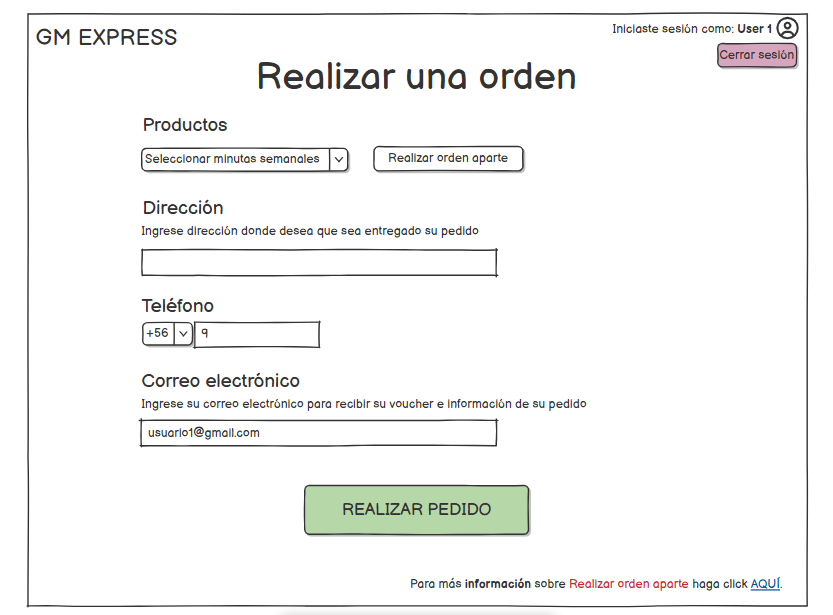 GM EXPRESS
Iniciaste sesión como: User 1
Cerrar sesión
Realizar una orden
Productos
Seleccionar minutas semanales
Realizar orden aparte
Dirección
Ingrese dirección donde desea que sea entregado su pedido
Teléfono
+56
9
Correo electrónico
Ingrese su correo electrónico para recibir su voucher e información de su pedido
usuario1@gmail.com
REALIZAR PEDIDO
Para más información sobre Realizar orden aparte haga click AQUÍ.